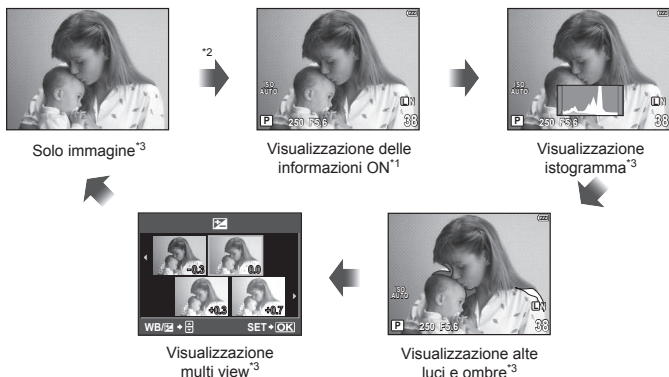 *2
Solo immagine*3
ISO
AUTO
L N
P 250 F5.6 38
Visualizzazione delle
informazioni ON*1
ISO
AUTO
L N
P 250 F5.6 38
Visualizzazione
istogramma*3
-0.3 0.0
+0.3 +0.7
WB/ SET OK
Visualizzazione
multi view*3
ISO
AUTO
L N
P 250 F5.6 38
Visualizzazione alte
luci e ombre*3